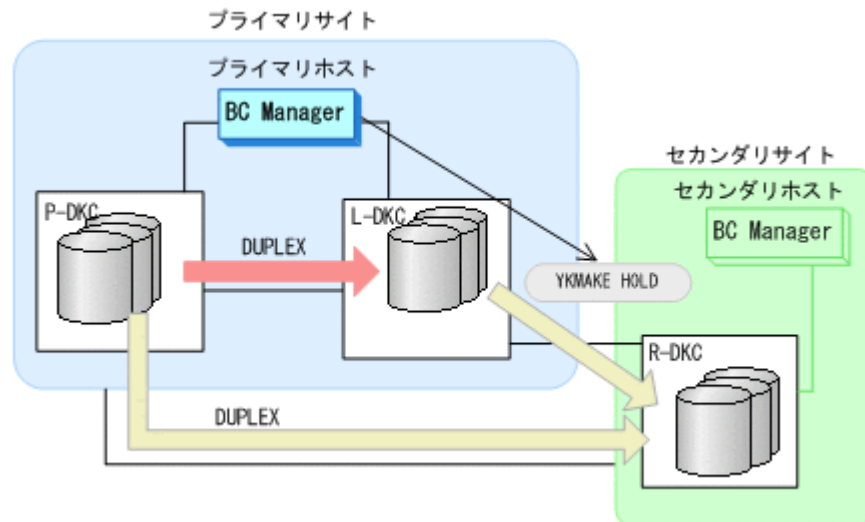 プライマリサイト
プライマリホスト
BC Manager
セカンダリサイト
セカンダリホスト
BC Manager
P-DKC
L-DKC
DUPLEX
YKMAKE HOLD
R-DKC
DUPLEX